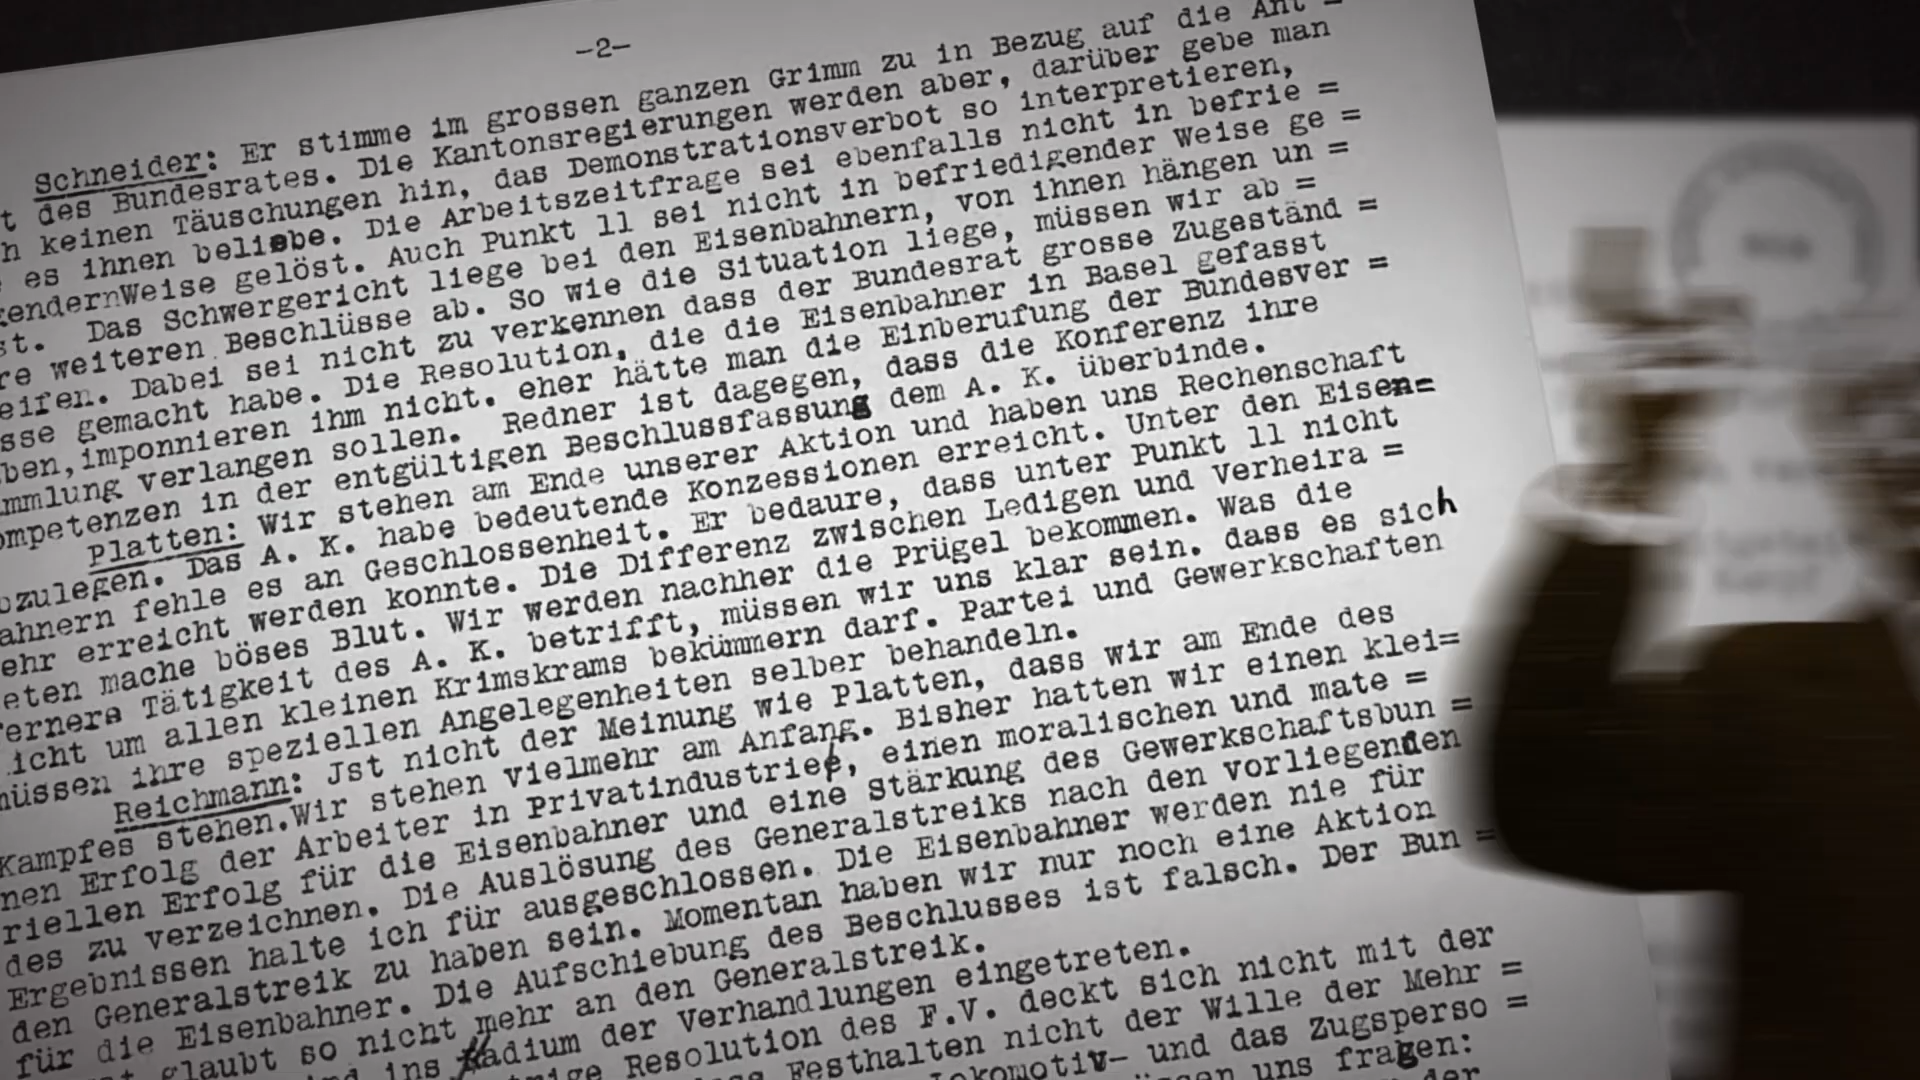 -2-
Schneider: Er stimme im grossen ganzen Grimm zu in Bezug auf die Ant =
t des Bundesrates. Die Kantonsregierungen werden aber, darüber gebe man
h keinen Täuschungen hin, das Demonstrationsverbot so interpretieren,
es ihnen beliebe. Die Arbeitszeitfrage sei ebenfalls nicht in befrie =
gendernWeise gelöst. Auch Punkt 11 sei nicht in befriedigender Weise ge =
st. Das Schwergericht liege bei den Eisenbahnern, von ihnen hängen un =
re weiteren Beschlüsse ab. So wie die Situation liege, müssen wir ab =
eifen. Dabei sei nicht zu verkennen dass der Bundesrat grosse Zugeständ =
sse gemacht habe. Die Resolution, die die Eisenbahner in Basel gefasst
ben,imponnieren ihm nicht. eher hätte man die Einberufung der Bundesver =
mmlung verlangen sollen. Redner ist dagegen, dass die Konferenz ihre
ompetenzen in der entgültigen Beschlussfassung dem A. K. überbinde.
Platten: Wir stehen am Ende unserer Aktion und haben uns Rechenschaft
bzulegen. Das A. K. habe bedeutende Konzessionen erreicht. Unter den Eisen=
ahnern fehle es an Geschlossenheit. Er bedaure, dass unter Punkt 11 nicht
ehr erreicht werden konnte. Die Differenz zwischen Ledigen und Verheira =
eten mache böses Blut. Wir werden nachher die Prügel bekommen. Was die
fernere Tätigkeit des A. K. betrifft, müssen wir uns klar sein. dass es sich
icht um allen kleinen Krimskrams bekümmern darf. Partei und Gewerkschaften
müssen ihre speziellen Angelegenheiten selber behandeln.
Reichmann: Jst nicht der Meinung wie Platten, dass wir am Ende des
Kampfes stehen.Wir stehen vielmehr am Anfang. Bisher hatten wir einen klei=
nen Erfolg der Arbeiter in Privatindustrie, einen moralischen und mate =
riellen Erfolg für die Eisenbahner und eine Stärkung des Gewerkschaftsbun =
des zu verzeichnen. Die Auslösung des Generalstreiks nach den vorliegenden
Ergebnissen halte ich für ausgeschlossen. Die Eisenbahner werden nie für
den Generalstreik zu haben sein. Momentan haben wir nur noch eine Aktion
für die Eisenbahner. Die Aufschiebung des Beschlusses ist falsch. Der Bun =
glaubt so nicht mehr an den Generalstreik.
ins Radium der Verhandlungen eingetreten.
Resolution des F.V. deckt sich nicht mit der
Festhalten nicht der Wille der Mehr =
Lokomotiv- und das Zugsperso =
uns fragen:
der